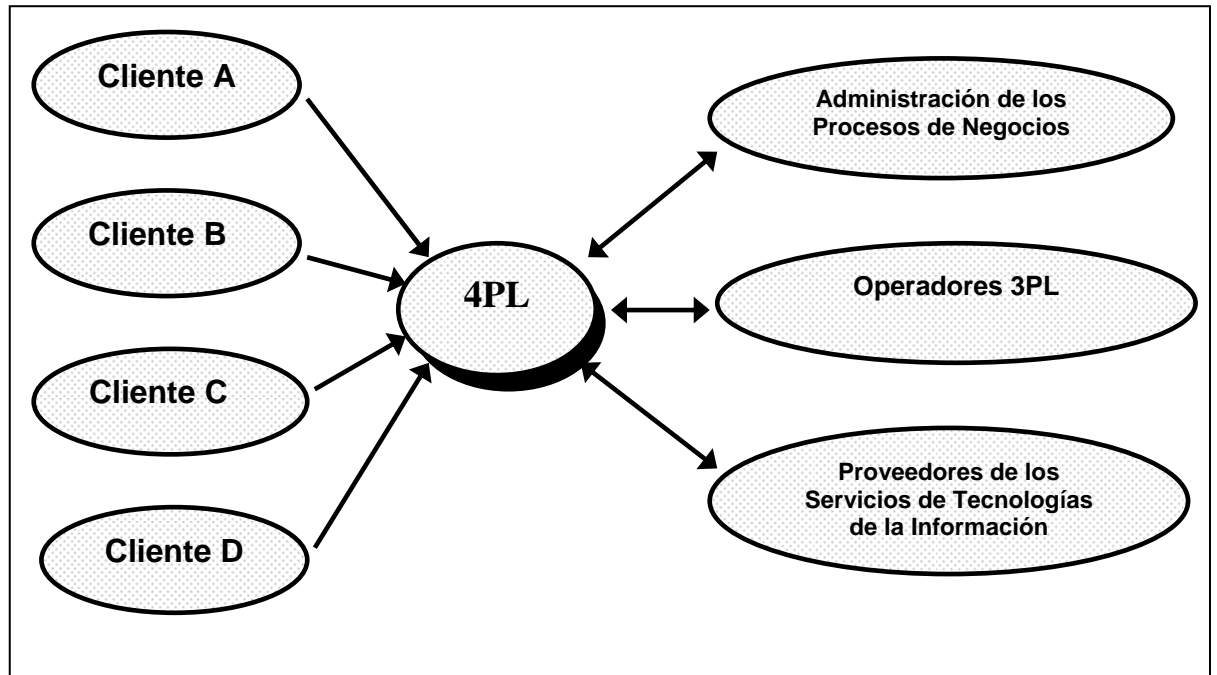 Cliente A
Cliente B
Cliente C
Cliente D
4PL
Administración de los
Procesos de Negocios
Operadores 3PL
Proveedores de los
Servicios de Tecnologías
de la Información